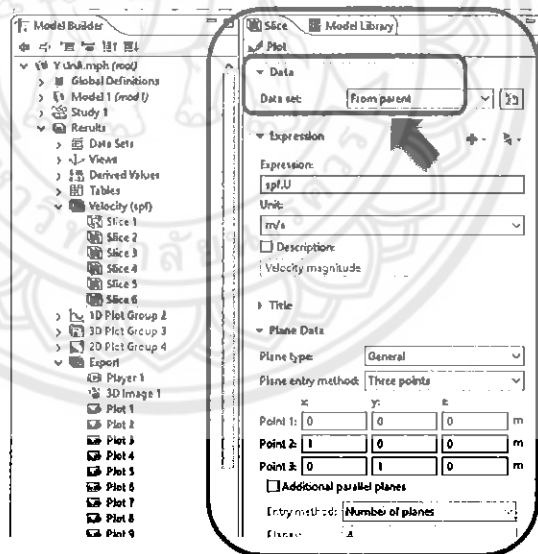 Model Builder
Y บกติ.mph (root)
Global Definitions
Model 1 (mod1)
Study 1
Results
Data Sets
Views
Derived Values
Tables
Velocity (spf)
Slice 1
Slice 2
Slice 3
Slice 4
Slice 5
Slice 6
1D Plot Group 2
3D Plot Group 3
2D Plot Group 4
Export
Player 1
3D Image 1
Plot 1
Plot 2
Plot 3
Plot 4
Plot 5
Plot 6
Plot 7
Plot 8
Plot 9
Slice
Model Library
Plot
Data
Data set: From parent
Expression
Expression:
spf.U
Unit:
m/s
Description:
Velocity magnitude
Title
Plane Data
Plane type: General
Plane entry method: Three points
x: y: z:
Point 1: 0 0 0 m
Point 2: 1 0 0 m
Point 3: 0 1 0 m
Additional parallel planes
Entry method: Number of planes
Planes: 4